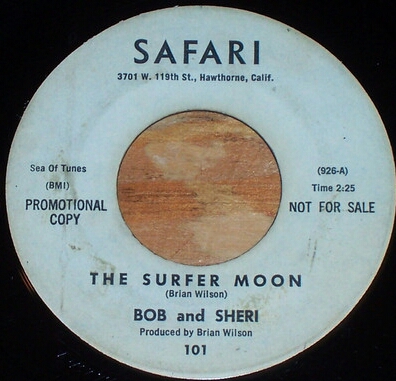 SAFARI
3701 W. 119th St., Hawthorne, Calif.
Sea Of Tunes
(BMI)
PROMOTIONAL
COPY
(926-A)
Time 2:25
NOT FOR SALE
THE SURFER MOON
(Brian Wilson)
BOB and SHERI
Produced by Brian Wilson
101